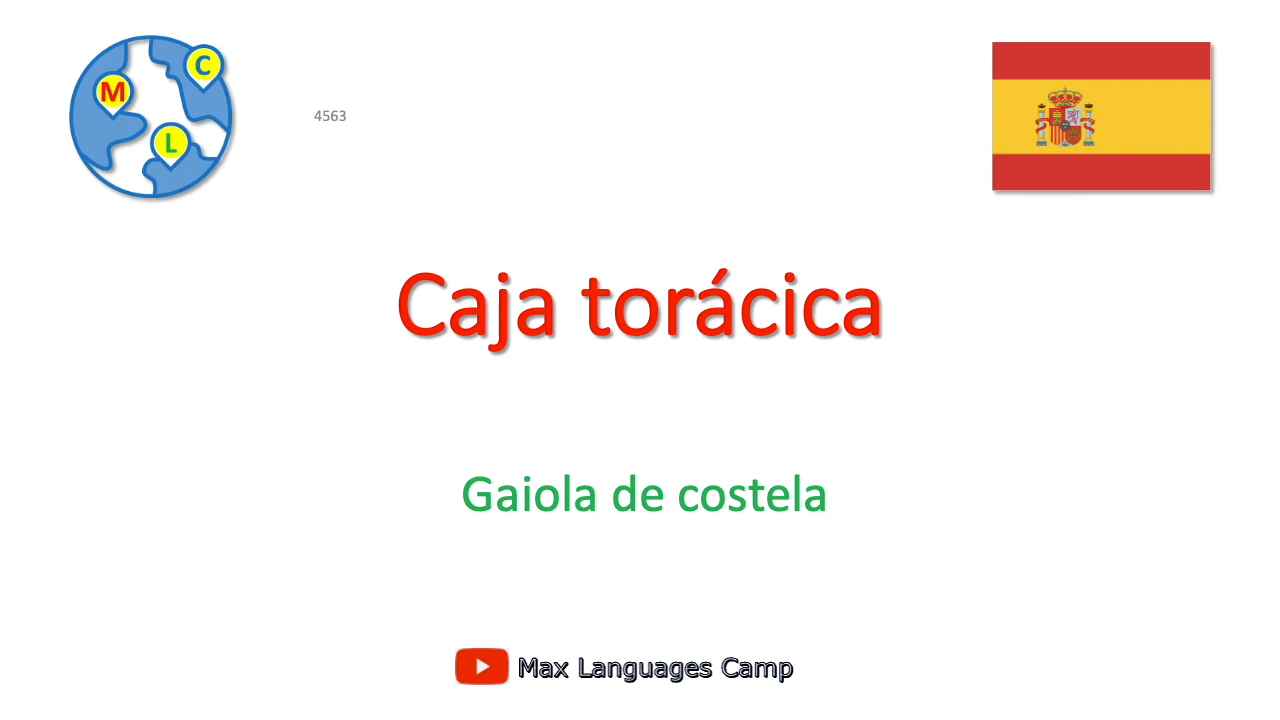 M
C
L
4563
Caja torácica
Gaiola de costela
Max Languages Camp